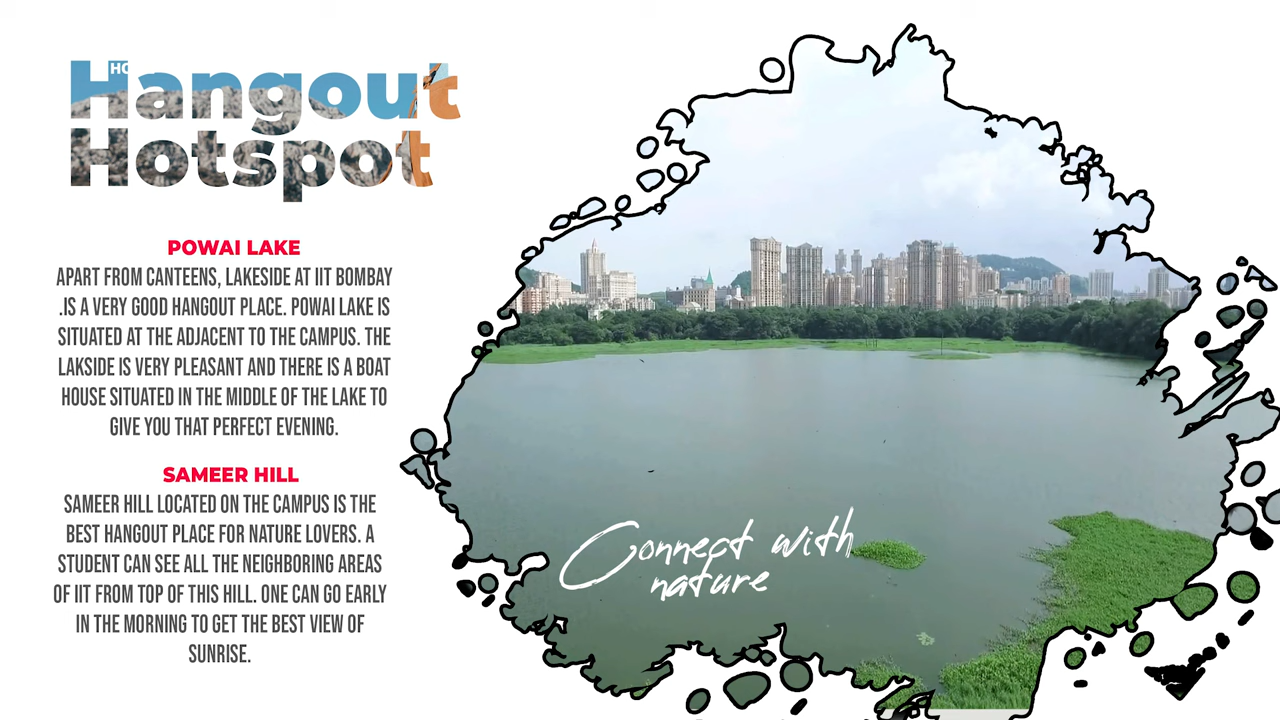 Hangout
Hotspot
POWAI LAKE
APART FROM CANTEENS, LAKESIDE AT IIT BOMBAY
.IS A VERY GOOD HANGOUT PLACE. POWAI LAKE IS
SITUATED AT THE ADJACENT TO THE CAMPUS. THE
LAKSIDE IS VERY PLEASANT AND THERE IS A BOAT
HOUSE SITUATED IN THE MIDDLE OF THE LAKE TO
GIVE YOU THAT PERFECT EVENING.
SAMEER HILL
SAMEER HILL LOCATED ON THE CAMPUS IS THE
BEST HANGOUT PLACE FOR NATURE LOVERS. A
STUDENT CAN SEE ALL THE NEIGHBORING AREAS
OF IIT FROM TOP OF THIS HILL. ONE CAN GO EARLY
IN THE MORNING TO GET THE BEST VIEW OF
SUNRISE.
Connect with
nature